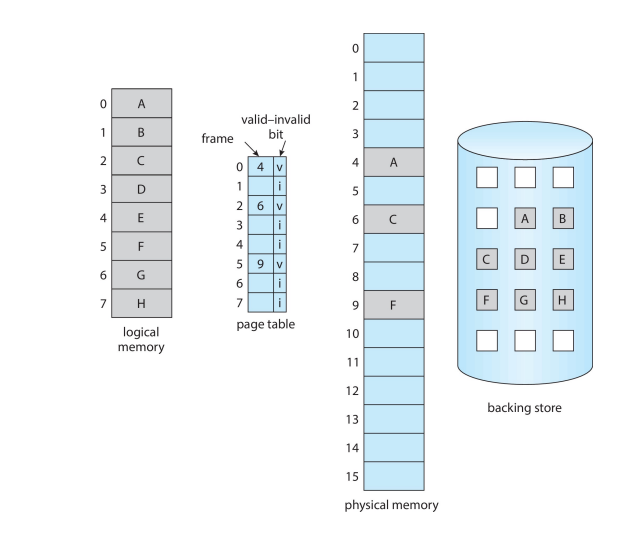 0 A
1 B
2 C
3 D
4 E
5 F
6 G
7 H
logical
memory
valid–invalid
bit
frame
0 4 v
1 i
2 6 v
3 i
4 i
5 9 v
6 i
7 i
page table
0
1
2
3
4 A
5
6 C
7
8
9 F
10
11
12
13
14
15
physical memory
A B
C D E
F G H
backing store